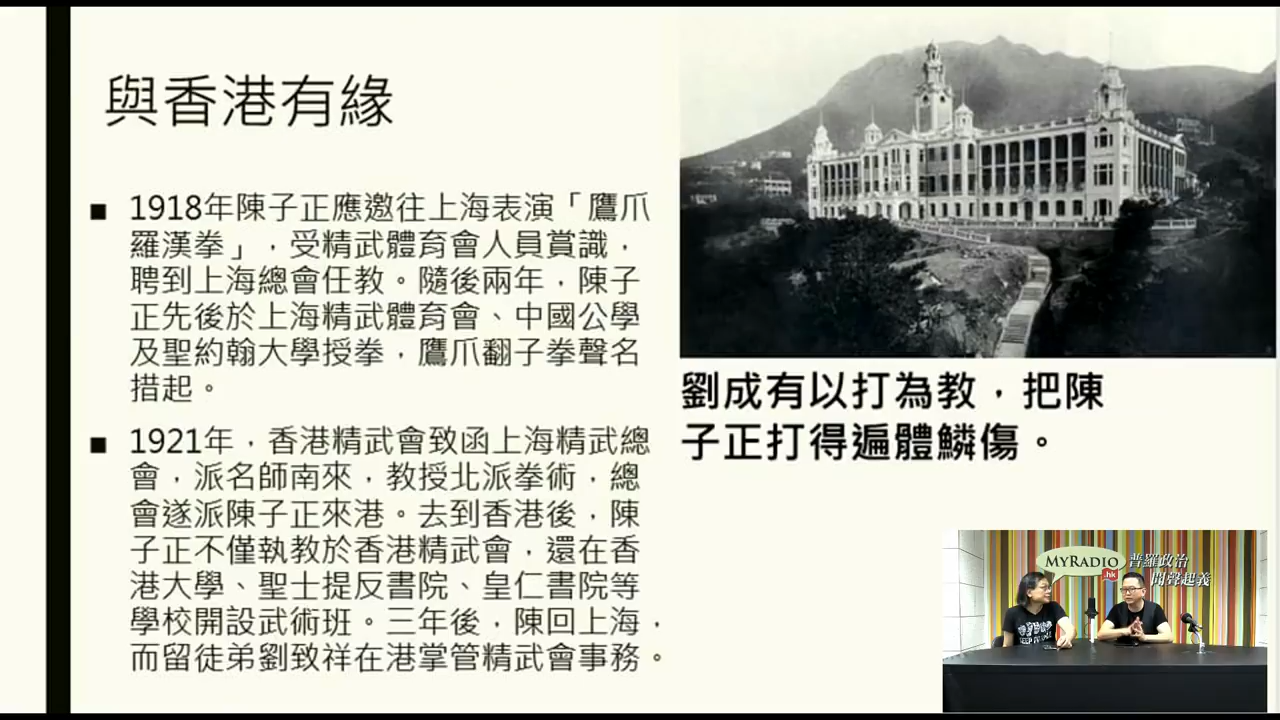 與香港有緣
■ 1918年陳子正應邀往上海表演「鷹爪
羅漢拳」，受精武體育會人員賞識，
聘到上海總會任教。隨後兩年，陳子
正先後於上海精武體育會、中國公學
及聖約翰大學授拳，鷹爪翻子拳聲名
措起。
■ 1921年，香港精武會致函上海精武總
會，派名師南來，教授北派拳術，總
會遂派陳子正來港。去到香港後，陳
子正不僅執教於香港精武會，還在香
港大學、聖士提反書院、皇仁書院等
學校開設武術班。三年後，陳回上海，
而留徒弟劉致祥在港掌管精武會事務。
劉成有以打為教，把陳
子正打得遍體鱗傷。
MYRADIO
.hk
普羅政治
聞聲起義